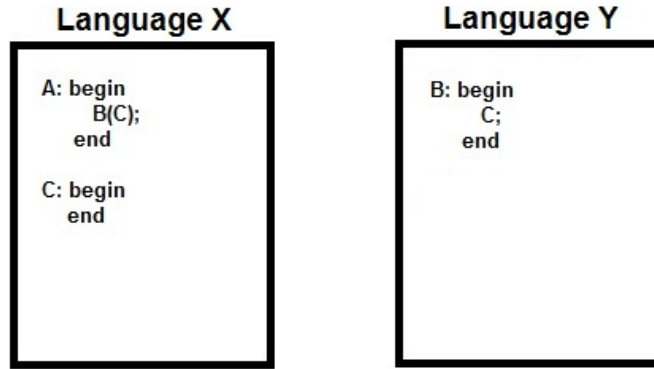 Language X
A: begin
B(C);
end
C: begin
end
Language Y
B: begin
C;
end